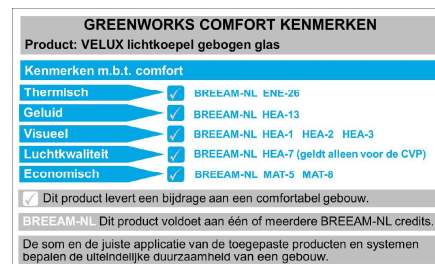 GREENWORKS COMFORT KENMERKEN
Product: VELUX lichtkoepel gebogen glas
Kenmerken m.b.t. comfort
Thermisch BREEAM-NL ENE-26
Geluid BREEAM-NL HEA-13
Visueel BREEAM-NL HEA-1 HEA-2 HEA-3
Luchtkwaliteit BREEAM-NL HEA-7 (geldt alleen voor de CVP)
Economisch BREEAM-NL MAT-5 MAT-8
Dit product levert een bijdrage aan een comfortabel gebouw.
BREEAM-NL Dit product voldoet aan één of meerdere BREEAM-NL credits.
De som en de juiste applicatie van de toegepaste producten en systemen
bepalen de uiteindelijke duurzaamheid van een gebouw.